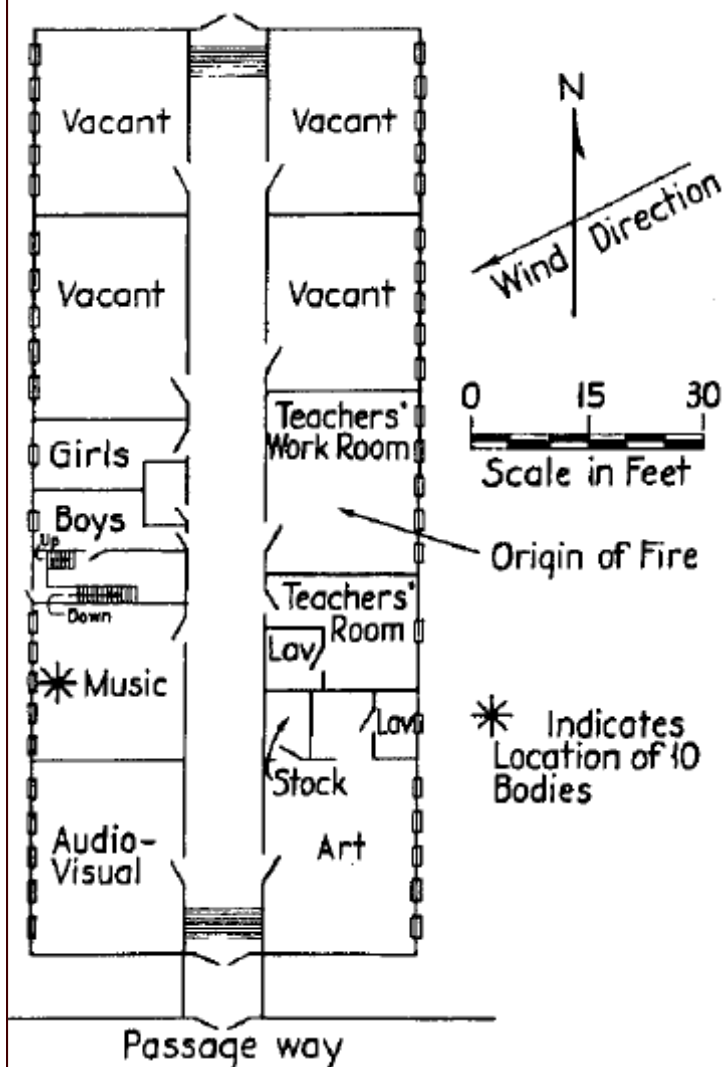 Vacant
Vacant
N
Wind Direction
Vacant
Vacant
0 15 30
Scale in Feet
Teachers'
Work Room
Girls
Boys
Up
Origin of Fire
Down
Teachers'
Room
Lav
Music
Lav
Stock
Indicates
Location of 10
Bodies
Audio-
Visual
Art
Passage way